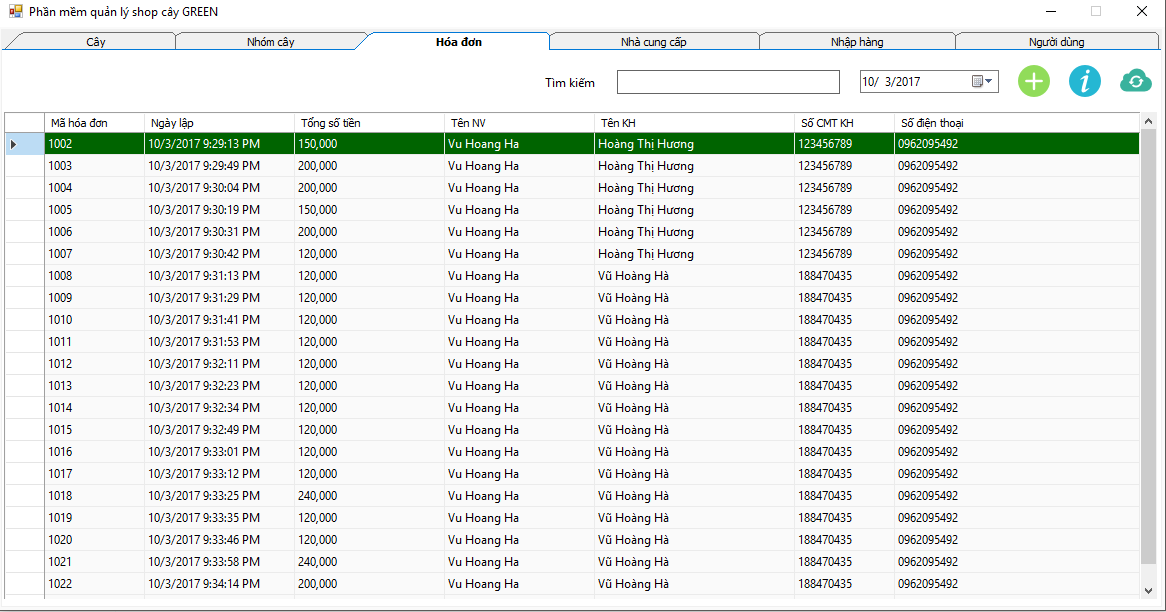 Phần mềm quản lý shop cây GREEN
Cây Nhóm cây Hóa đơn Nhà cung cấp Nhập hàng Người dùng
Tìm kiếm 10/ 3/2017
Mã hóa đơn Ngày lập Tổng số tiền Tên NV Tên KH Số CMT KH Số điện thoại
1002 10/3/2017 9:29:13 PM 150,000 Vu Hoang Ha Hoàng Thị Hương 123456789 0962095492
1003 10/3/2017 9:29:49 PM 200,000 Vu Hoang Ha Hoàng Thị Hương 123456789 0962095492
1004 10/3/2017 9:30:04 PM 200,000 Vu Hoang Ha Hoàng Thị Hương 123456789 0962095492
1005 10/3/2017 9:30:19 PM 150,000 Vu Hoang Ha Hoàng Thị Hương 123456789 0962095492
1006 10/3/2017 9:30:31 PM 200,000 Vu Hoang Ha Hoàng Thị Hương 123456789 0962095492
1007 10/3/2017 9:30:42 PM 120,000 Vu Hoang Ha Hoàng Thị Hương 123456789 0962095492
1008 10/3/2017 9:31:13 PM 120,000 Vu Hoang Ha Vũ Hoàng Hà 188470435 0962095492
1009 10/3/2017 9:31:29 PM 120,000 Vu Hoang Ha Vũ Hoàng Hà 188470435 0962095492
1010 10/3/2017 9:31:41 PM 120,000 Vu Hoang Ha Vũ Hoàng Hà 188470435 0962095492
1011 10/3/2017 9:31:53 PM 120,000 Vu Hoang Ha Vũ Hoàng Hà 188470435 0962095492
1012 10/3/2017 9:32:11 PM 120,000 Vu Hoang Ha Vũ Hoàng Hà 188470435 0962095492
1013 10/3/2017 9:32:23 PM 120,000 Vu Hoang Ha Vũ Hoàng Hà 188470435 0962095492
1014 10/3/2017 9:32:34 PM 120,000 Vu Hoang Ha Vũ Hoàng Hà 188470435 0962095492
1015 10/3/2017 9:32:49 PM 120,000 Vu Hoang Ha Vũ Hoàng Hà 188470435 0962095492
1016 10/3/2017 9:33:01 PM 120,000 Vu Hoang Ha Vũ Hoàng Hà 188470435 0962095492
1017 10/3/2017 9:33:12 PM 120,000 Vu Hoang Ha Vũ Hoàng Hà 188470435 0962095492
1018 10/3/2017 9:33:25 PM 240,000 Vu Hoang Ha Vũ Hoàng Hà 188470435 0962095492
1019 10/3/2017 9:33:35 PM 120,000 Vu Hoang Ha Vũ Hoàng Hà 188470435 0962095492
1020 10/3/2017 9:33:46 PM 120,000 Vu Hoang Ha Vũ Hoàng Hà 188470435 0962095492
1021 10/3/2017 9:33:58 PM 240,000 Vu Hoang Ha Vũ Hoàng Hà 188470435 0962095492
1022 10/3/2017 9:34:14 PM 200,000 Vu Hoang Ha Vũ Hoàng Hà 188470435 0962095492